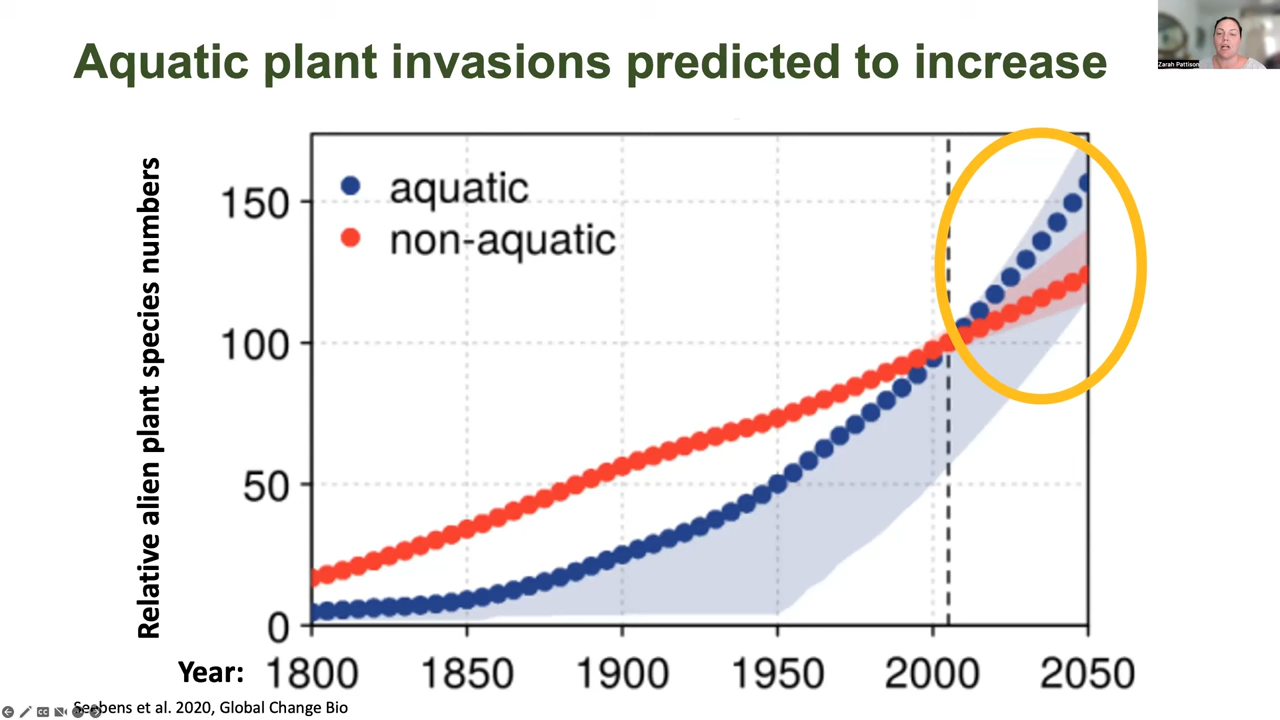 Aquatic plant invasions predicted to increase
Zarah Pattison
Relative alien plant species numbers
aquatic
non-aquatic
150
100
50
0
Year: 1800 1850 1900 1950 2000 2050
Seebens et al. 2020, Global Change Bio
CC